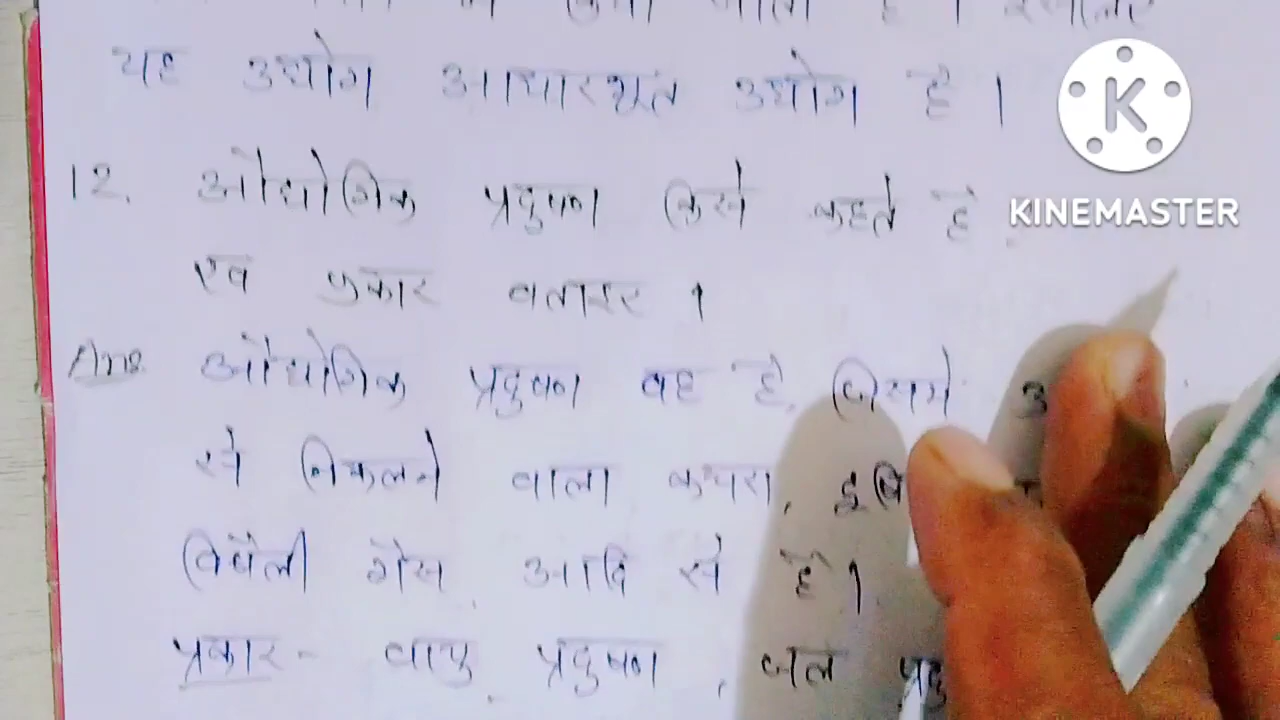 यह उद्योग आधारभूत उद्योग है ।
KINEMASTER
12. औद्योगिक प्रदुषण किसे कहते है
एव प्रकार बताइए ।
Ans औद्योगिक प्रदुषण वह है, जिसमे
से निकलने वाला कचरा,
विषैली गैस आदि से है ।
प्रकार - वायु प्रदुषण , जल